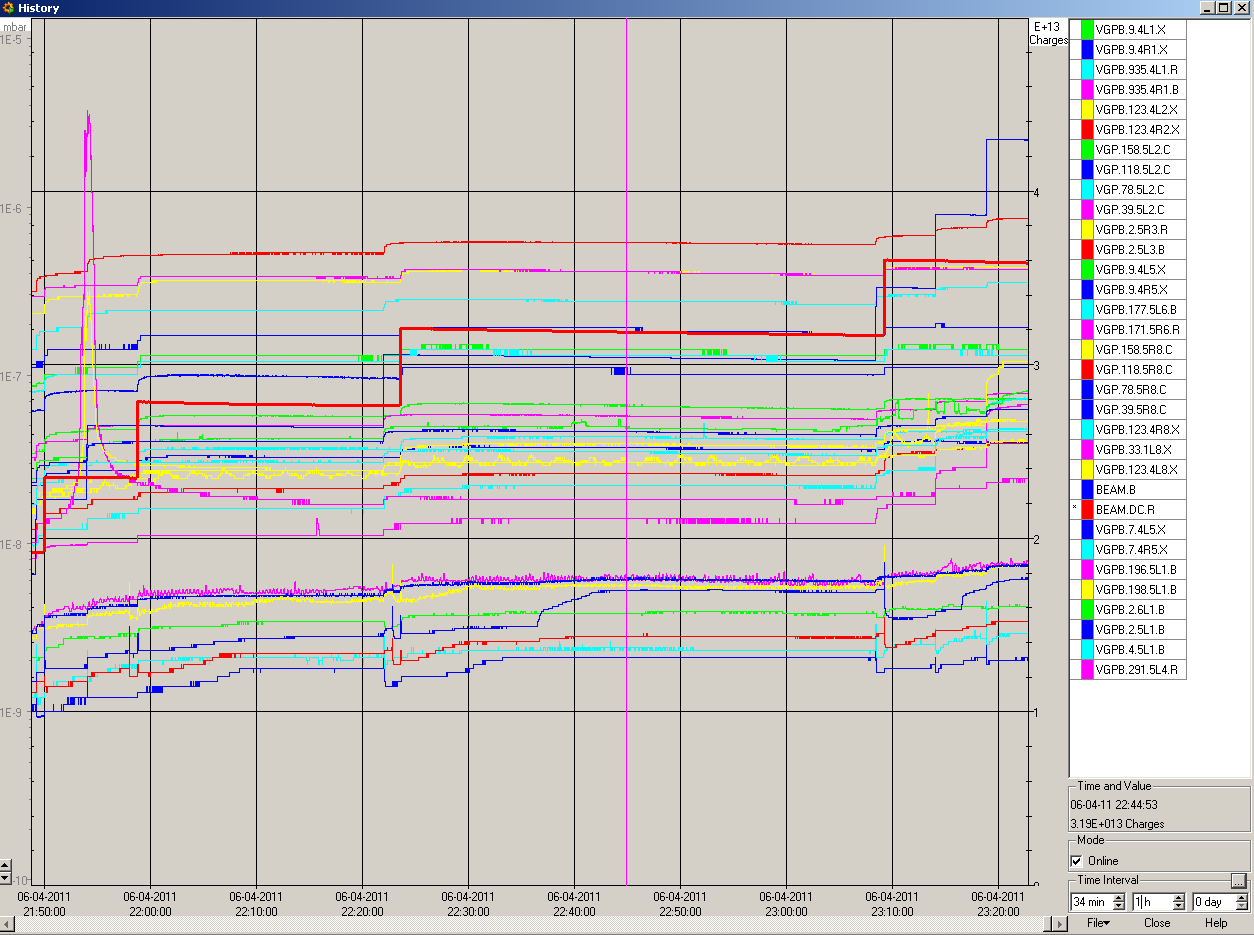 History
mbar
E+13
Charges
1E-5
1E-6
1E-7
1E-8
1E-9
-10
4
3
2
1
0
06-04-2011 06-04-2011 06-04-2011 06-04-2011 06-04-2011 06-04-2011 06-04-2011 06-04-2011 06-04-2011 06-04-2011
21:50:00 22:00:00 22:10:00 22:20:00 22:30:00 22:40:00 22:50:00 23:00:00 23:10:00 23:20:00
VGPB.9.4L1.X
VGPB.9.4R1.X
VGPB.935.4L1.R
VGPB.935.4R1.B
VGPB.123.4L2.X
VGPB.123.4R2.X
VGP.158.5L2.C
VGP.118.5L2.C
VGP.78.5L2.C
VGP.39.5L2.C
VGPB.2.5R3.R
VGPB.2.5L3.B
VGPB.9.4L5.X
VGPB.9.4R5.X
VGPB.177.5L6.B
VGPB.171.5R6.R
VGP.158.5R8.C
VGP.118.5R8.C
VGP.78.5R8.C
VGP.39.5R8.C
VGPB.123.4R8.X
VGPB.33.1L8.X
VGPB.123.4L8.X
BEAM.B
* BEAM.DC.R
VGPB.7.4L5.X
VGPB.7.4R5.X
VGPB.196.5L1.B
VGPB.198.5L1.B
VGPB.2.6L1.B
VGPB.2.5L1.B
VGPB.4.5L1.B
VGPB.291.5L4.R
Time and Value
06-04-11 22:44:53
3.19E+013 Charges
Mode
Online
Time Interval
...
34 min 1 h 0 day
File Close Help